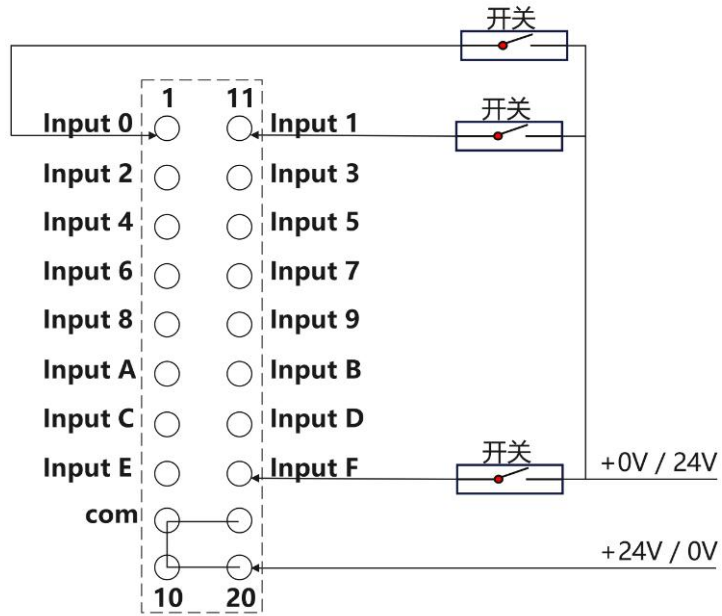 开关
1 11
开关
Input 0 Input 1
Input 2 Input 3
Input 4 Input 5
Input 6 Input 7
Input 8 Input 9
Input A Input B
Input C Input D
开关
Input E Input F
+0V / 24V
com
+24V / 0V
10 20